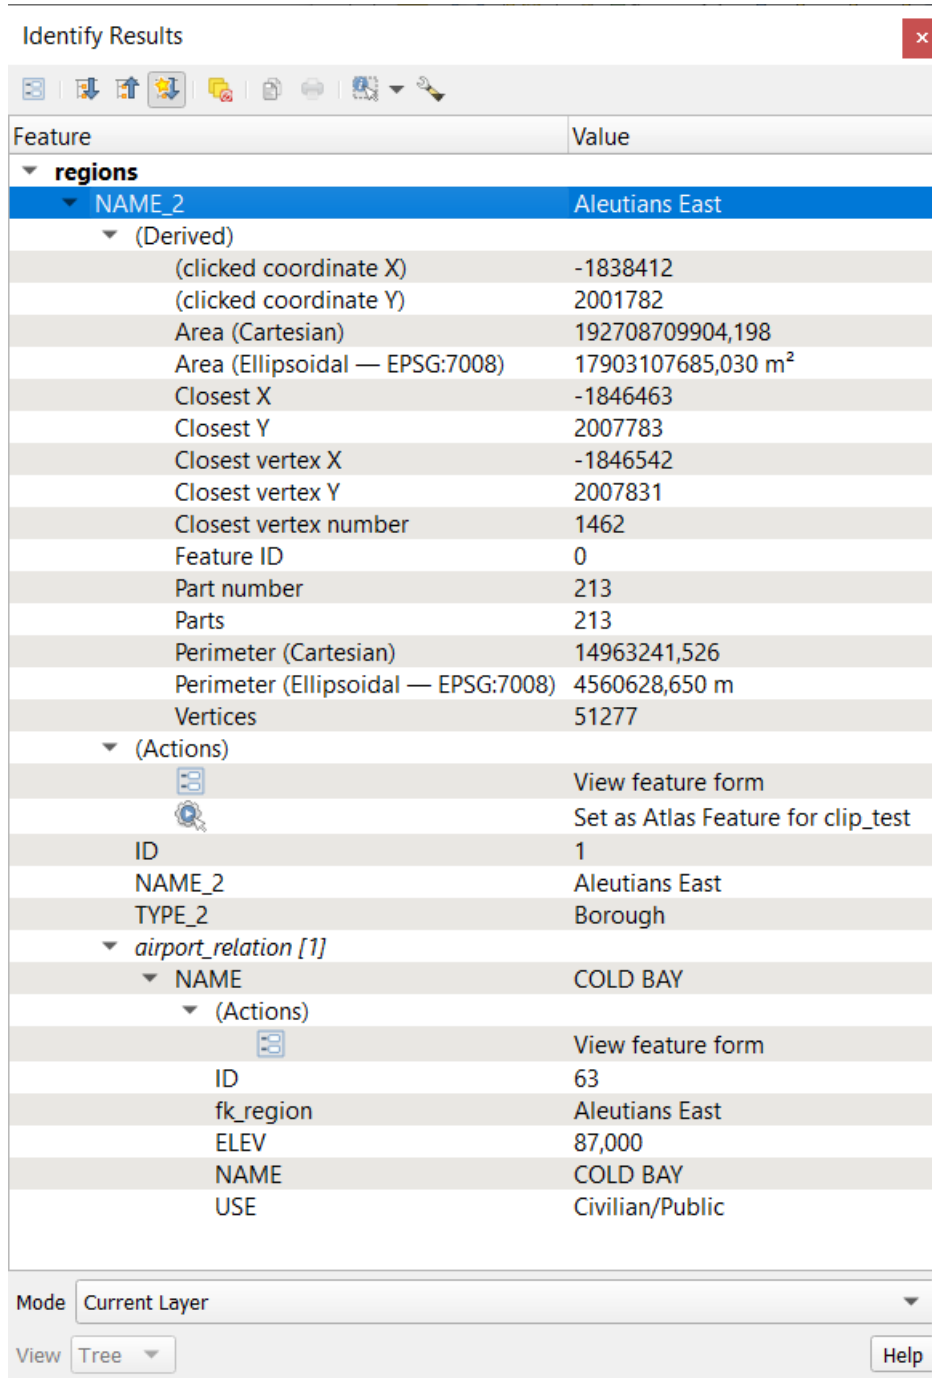 Identify Results
Feature Value
regions
NAME_2 Aleutians East
(Derived)
(clicked coordinate X) -1838412
(clicked coordinate Y) 2001782
Area (Cartesian) 192708709904,198
Area (Ellipsoidal — EPSG:7008) 17903107685,030 m²
Closest X -1846463
Closest Y 2007783
Closest vertex X -1846542
Closest vertex Y 2007831
Closest vertex number 1462
Feature ID 0
Part number 213
Parts 213
Perimeter (Cartesian) 14963241,526
Perimeter (Ellipsoidal — EPSG:7008) 4560628,650 m
Vertices 51277
(Actions)
View feature form
Set as Atlas Feature for clip_test
ID 1
NAME_2 Aleutians East
TYPE_2 Borough
airport_relation [1]
NAME COLD BAY
(Actions)
View feature form
ID 63
fk_region Aleutians East
ELEV 87,000
NAME COLD BAY
USE Civilian/Public
Mode Current Layer
View Tree Help